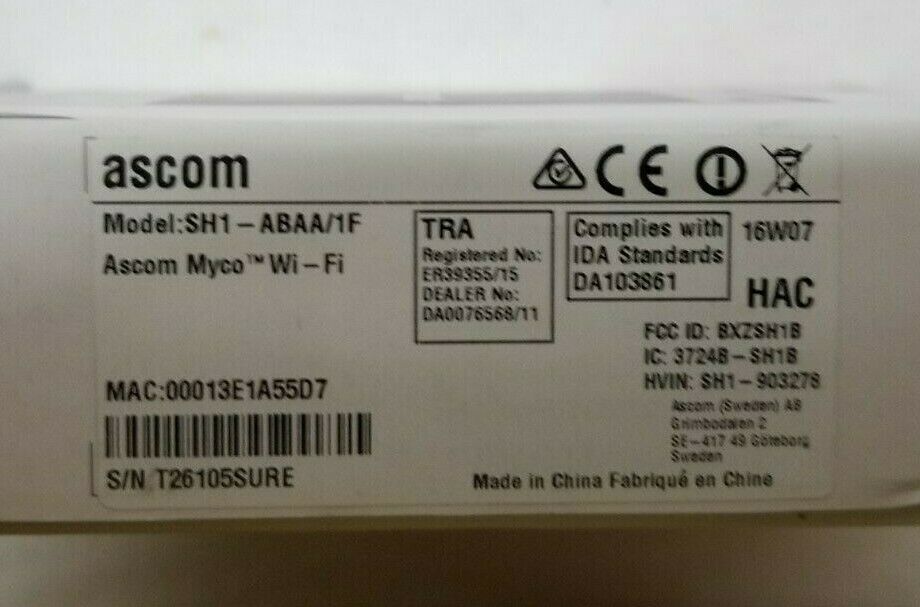 ascom
CE
Model:SH1-ABAA/1F
Ascom Myco™ Wi-Fi
TRA
Registered No:
ER39355/15
DEALER No:
DA0076568/11
Complies with
IDA Standards
DA103861
16W07
HAC
FCC ID: BXZSH1B
IC: 3724B-SH1B
HVIN: SH1-903278
Ascom (Sweden) AB
Grimbodalen 2
SE-417 49 Göteborg
Sweden
MAC:00013E1A55D7
S/N T26105SURE
Made in China Fabriqué en Chine